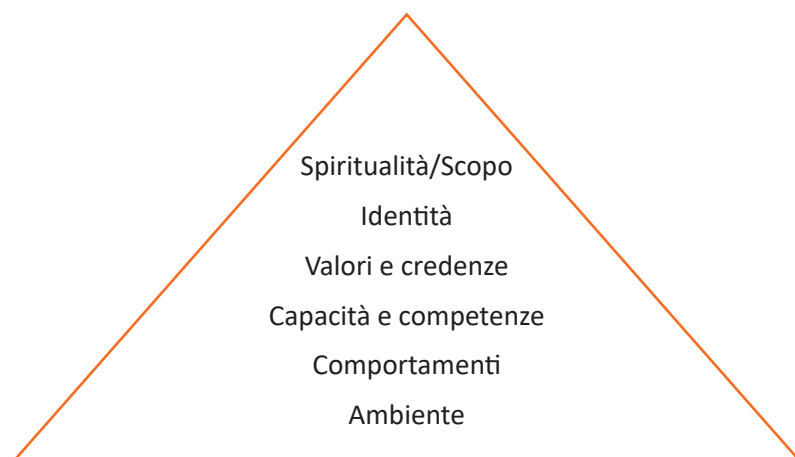 Spiritualità/Scopo
Identità
Valori e credenze
Capacità e competenze
Comportamenti
Ambiente